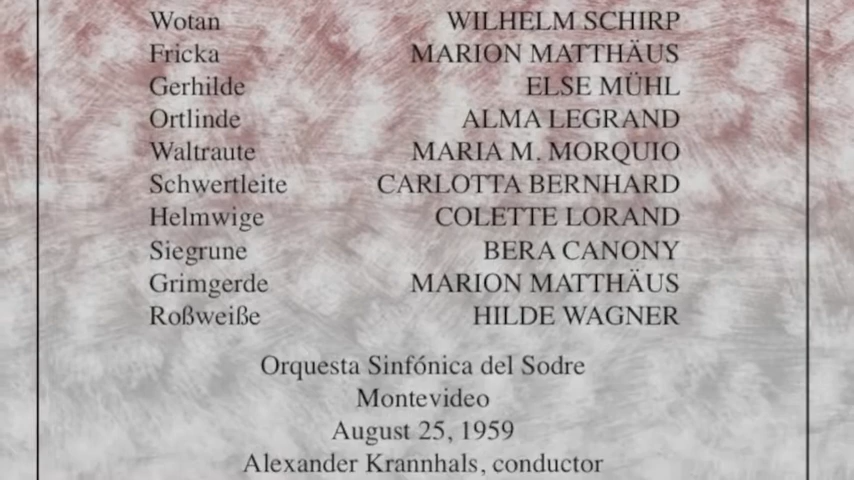 Wotan WILHELM SCHIRP
Fricka MARION MATTHÄUS
Gerhilde ELSE MÜHL
Ortlinde ALMA LEGRAND
Waltraute MARIA M. MORQUIO
Schwertleite CARLOTTA BERNHARD
Helmwige COLETTE LORAND
Siegrune BERA CANONY
Grimgerde MARION MATTHÄUS
Roßweiße HILDE WAGNER
Orquesta Sinfónica del Sodre
Montevideo
August 25, 1959
Alexander Krannhals, conductor